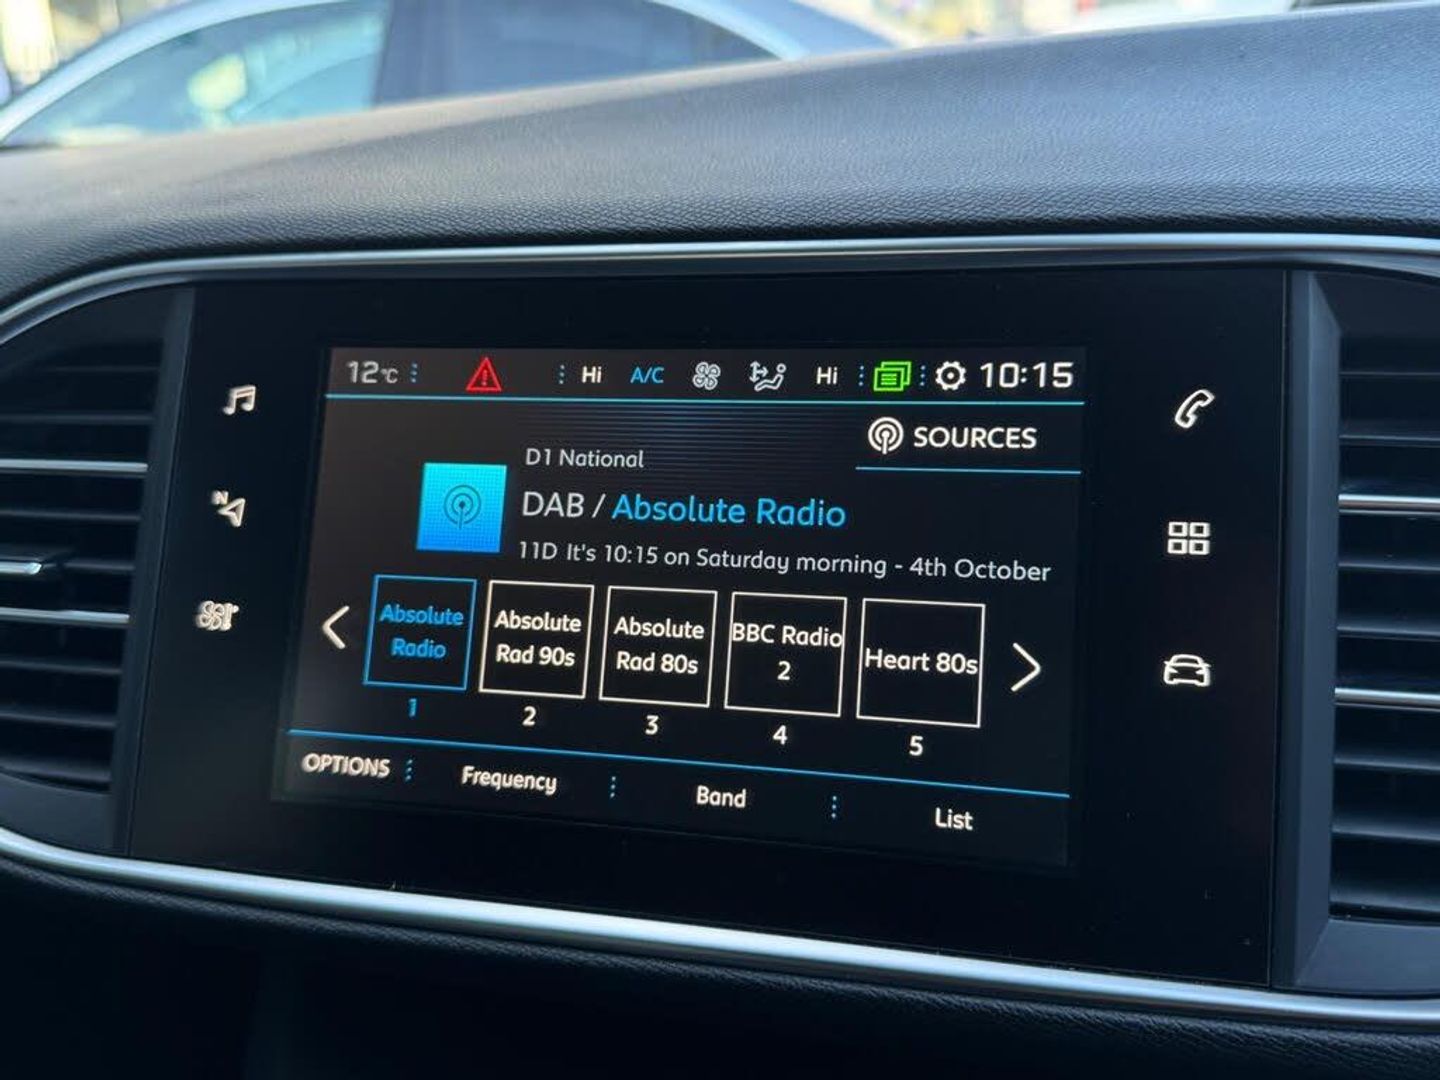 12°C Hi A/C Hi 10:15
SOURCES
D1 National
DAB / Absolute Radio
11D It's 10:15 on Saturday morning - 4th October
Absolute
Radio
1
Absolute
Rad 90s
2
Absolute
Rad 80s
3
BBC Radio
2
4
Heart 80s
5
OPTIONS Frequency Band List
N